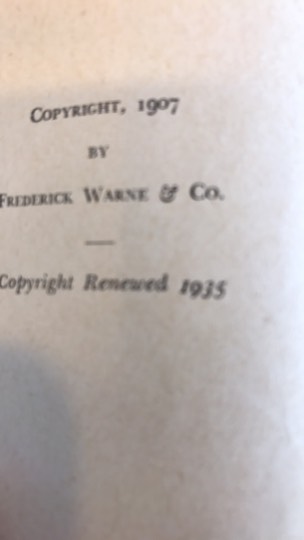 COPYRIGHT, 1907
BY
FREDERICK WARNE & CO.
Copyright Renewed 1935